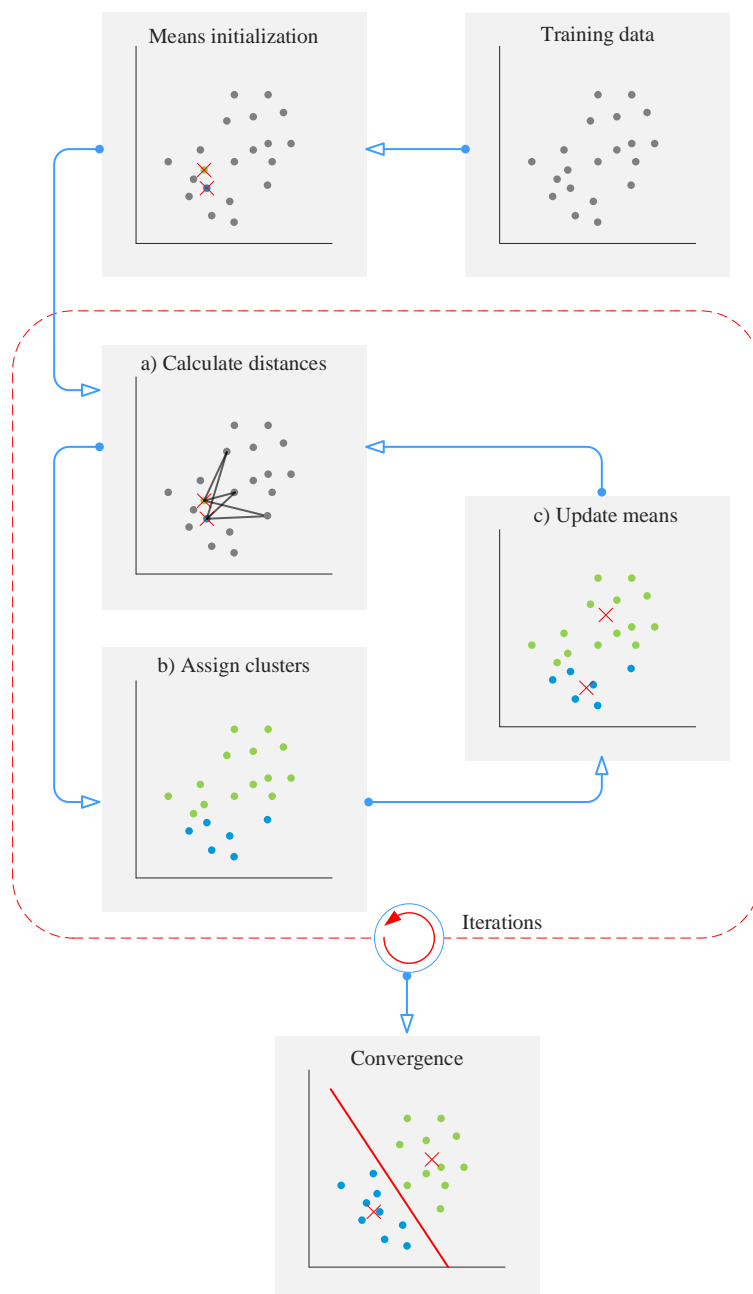 Means initialization
Training data
a) Calculate distances
c) Update means
b) Assign clusters
Iterations
Convergence